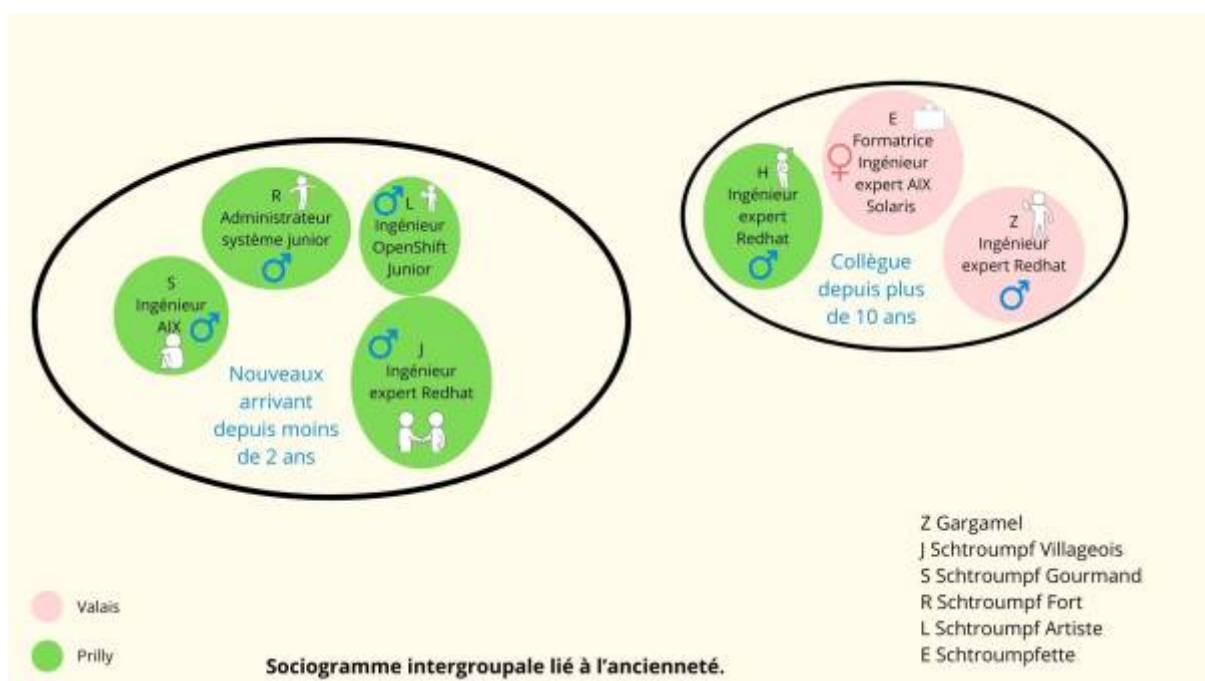 R
Administrateur
système junior
L
Ingénieur
OpenShift
Junior
S
Ingénieur
AIX
J
Ingénieur
expert Redhat
Nouveaux
arrivant
depuis moins
de 2 ans
E
Formatrice
Ingénieur
expert AIX
Solaris
H
Ingénieur
expert
Redhat
Z
Ingénieur
expert Redhat
Collègue
depuis plus
de 10 ans
Z Gargamel
J Schtroumpf Villageois
S Schtroumpf Gourmand
R Schtroumpf Fort
L Schtroumpf Artiste
E Schtroumpfette
Valais
Prilly
Sociogramme intergroupale lié à l'ancienneté.